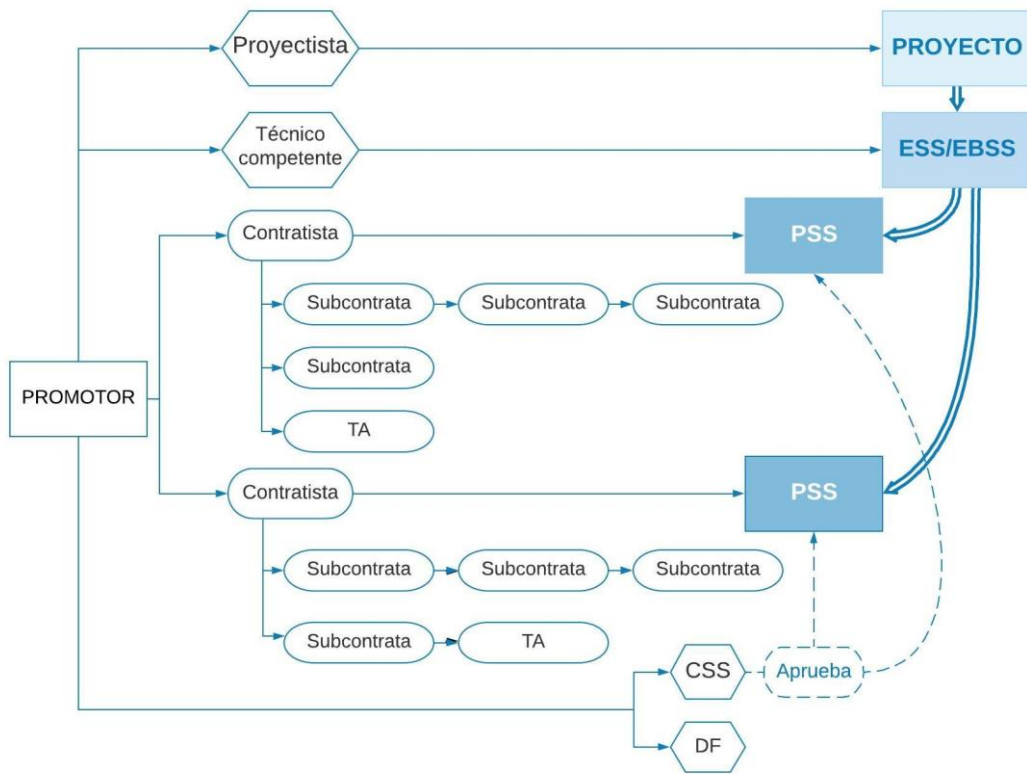 Proyectista
PROYECTO
Técnico
competente
ESS/EBSS
Contratista
PSS
Subcontrata
Subcontrata
Subcontrata
Subcontrata
PROMOTOR
TA
Contratista
PSS
Subcontrata
Subcontrata
Subcontrata
Subcontrata
TA
CSS
Aprueba
DF